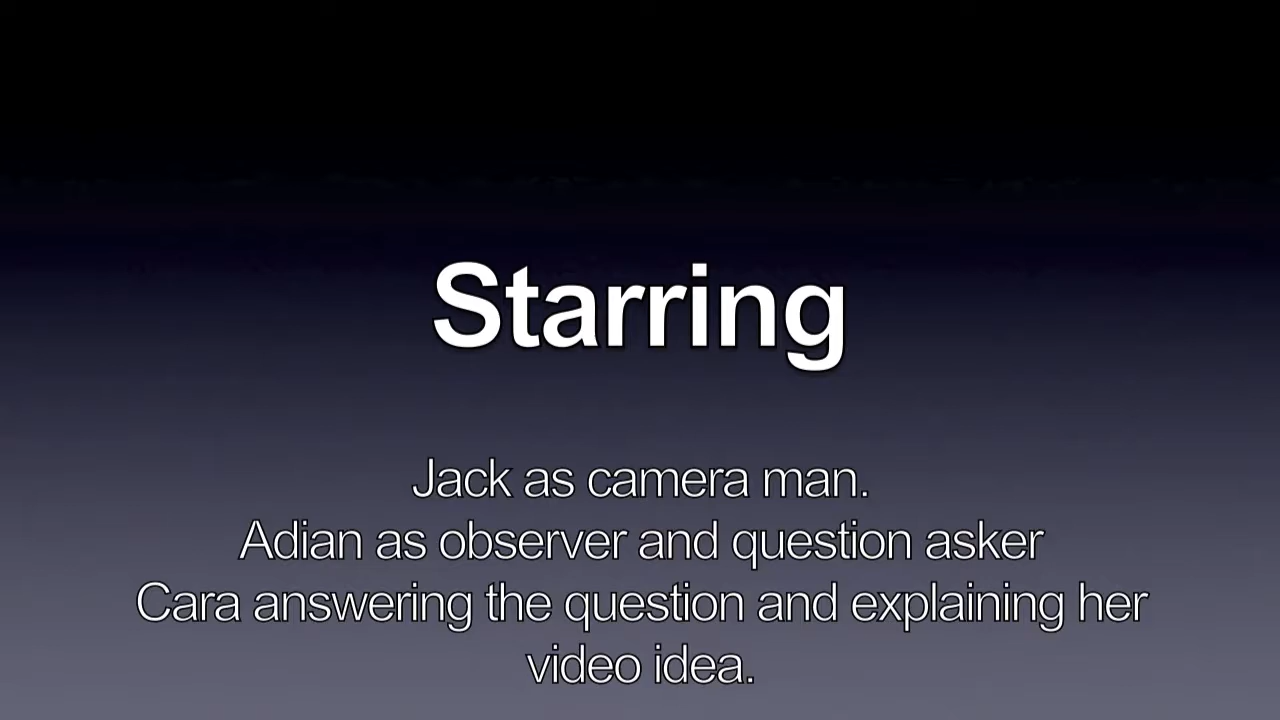 Starring
Jack as camera man.
Adian as observer and question asker
Cara answering the question and explaining her
video idea.